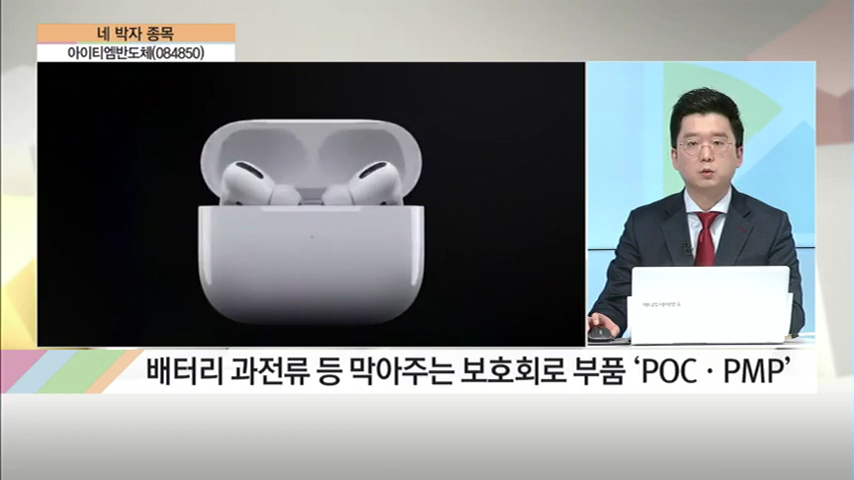 네 박자 종목
아이티엠반도체(084850)
배터리 과전류 등 막아주는 보호회로 부품 ‘POC · PMP’